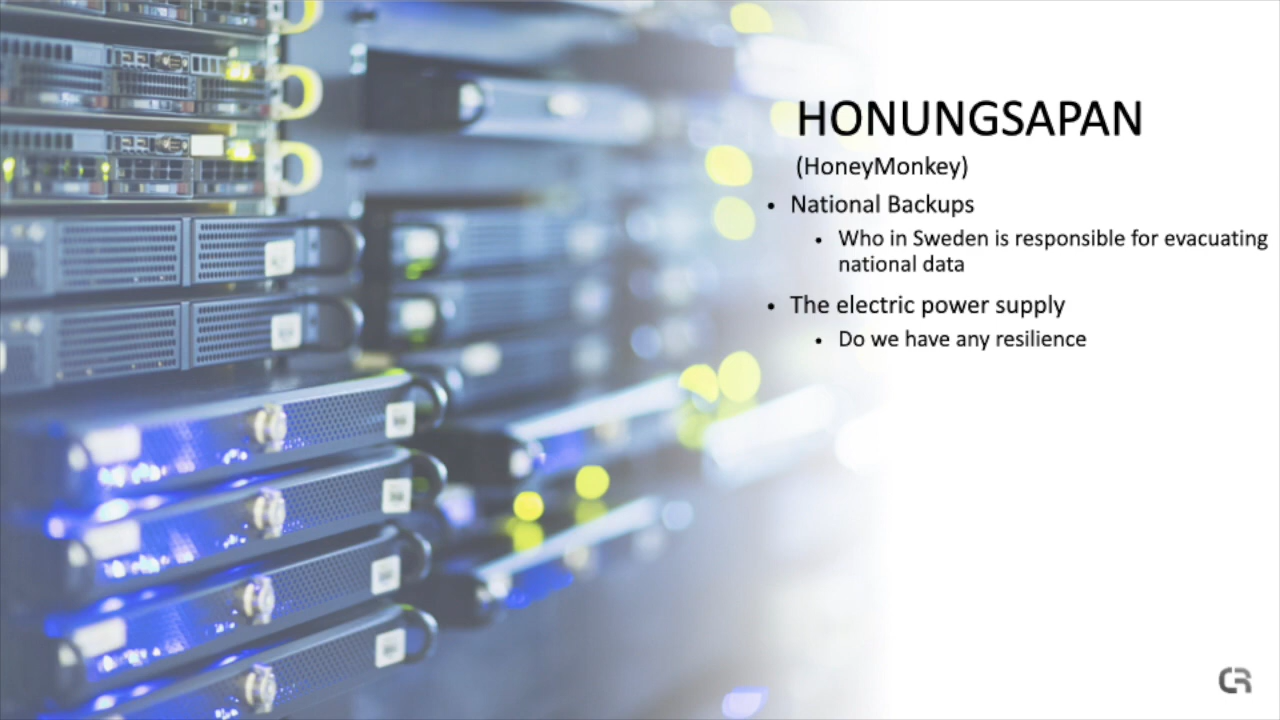 HONUNGSAPAN
(HoneyMonkey)
• National Backups
• Who in Sweden is responsible for evacuating
national data
• The electric power supply
• Do we have any resilience
CR